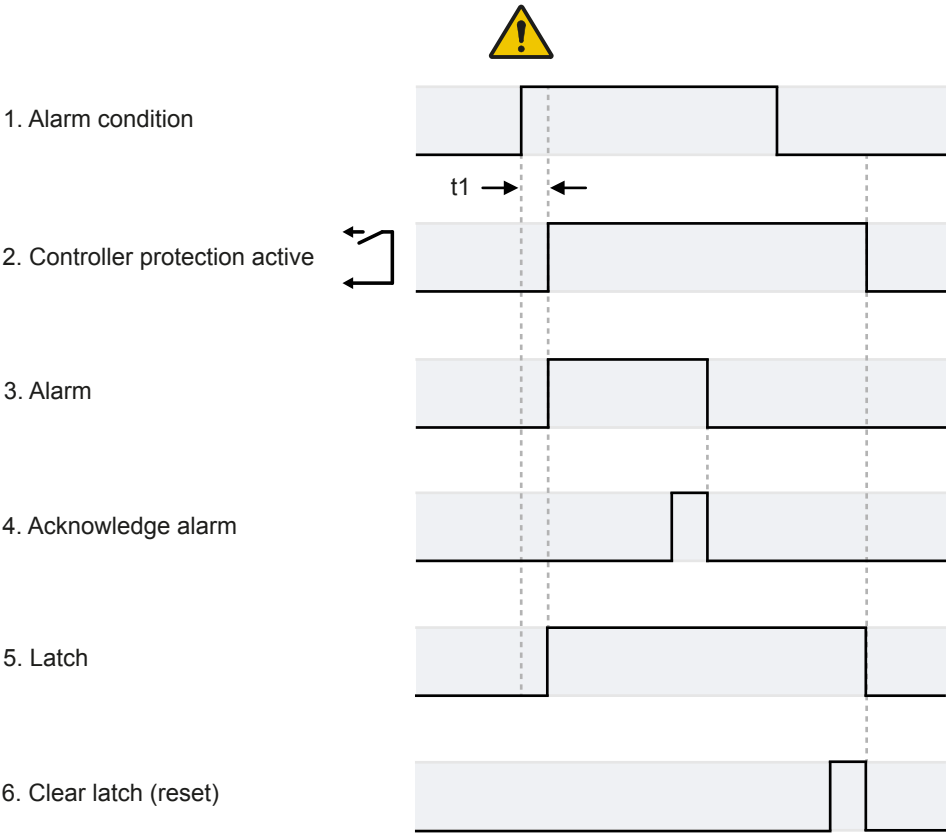 1. Alarm condition
t1
2. Controller protection active
3. Alarm
4. Acknowledge alarm
5. Latch
6. Clear latch (reset)